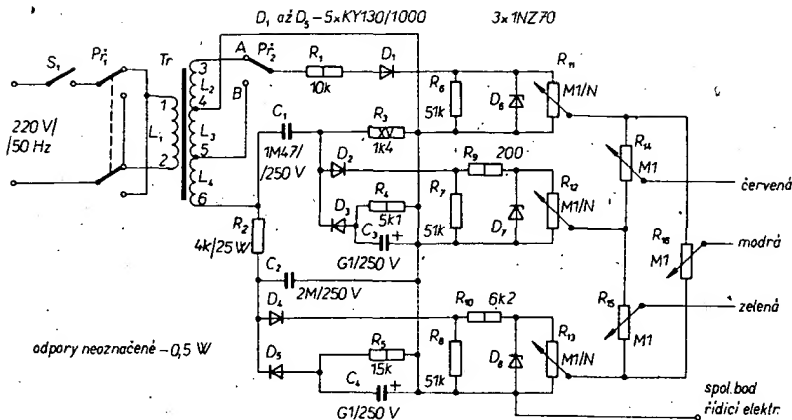 D₁ až D₅ – 5×KY130/1000 3×1NZ70
S₁ Př₁ Tr A Př₂ R₁ D₁ R₁₁
3
L₂
4
10k
R₆
51k
D₆
M1/N
B
C₁
R₃
1 L₁ 2
L₃
5
1M47/
/250 V
1k4
R₁₄
M1
220 V/
/50 Hz
D₂
R₉ 200
L₄
6
D₃
R₄
5k1
R₇
51k
D₇
R₁₂
M1/N
červená
R₂
4k/25W
C₃ +
G1/250 V
R₁₆
M1
modrá
C₂
2M/250 V
D₄
R₁₀ 6k2
R₁₅
M1
zelená
odpory neoznačené – 0,5 W
D₅
R₅
15k
R₈
51k
D₈
R₁₃
M1/N
C₄ +
G1/250 V
spol. bod
řídicí elektr.